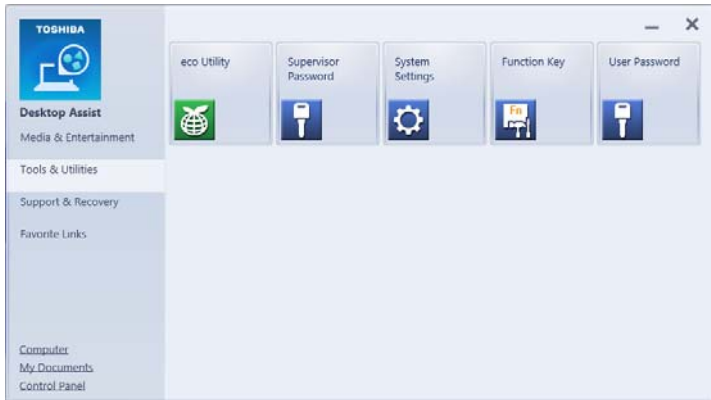 TOSHIBA
Desktop Assist
Media & Entertainment
Tools & Utilities
Support & Recovery
Favorite Links
Computer
My Documents
Control Panel
eco Utility
Supervisor
Password
System
Settings
Function Key
Fn
User Password